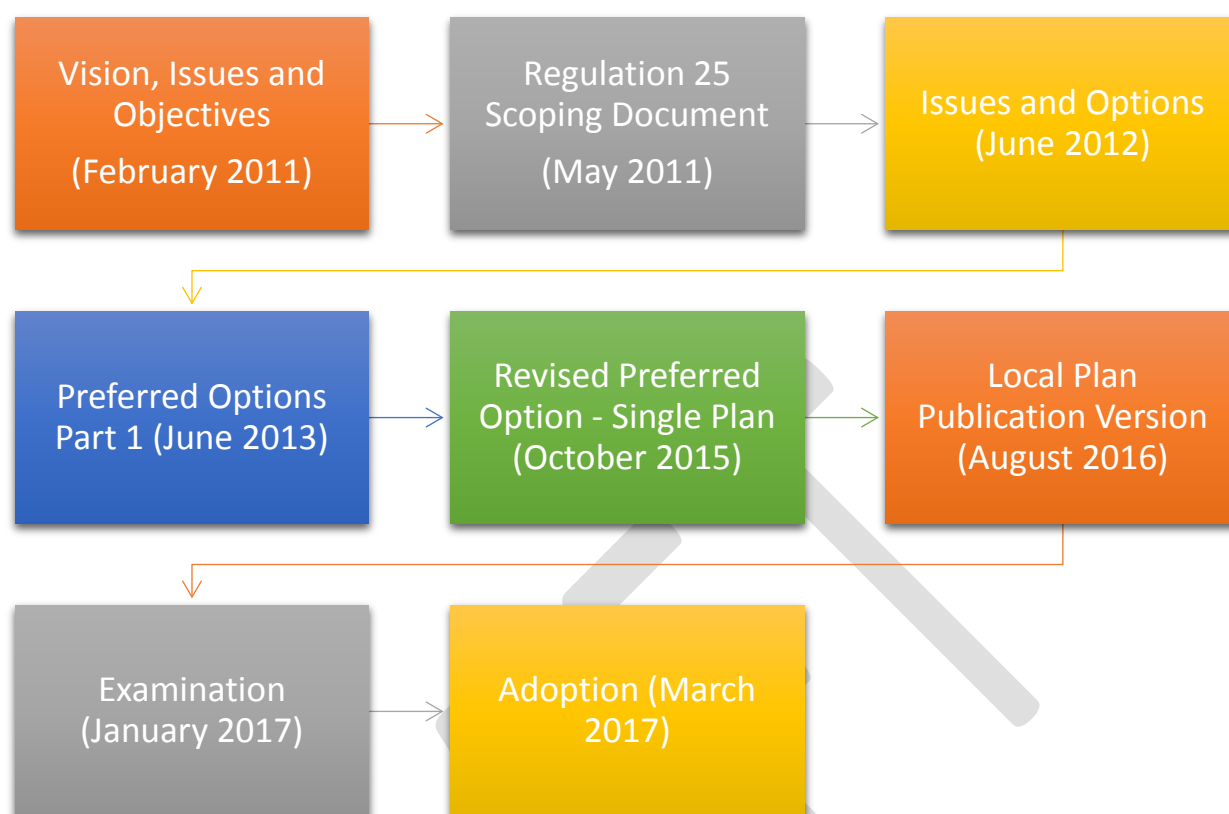 Vision, Issues and
Objectives
(February 2011)
Regulation 25
Scoping Document
(May 2011)
Issues and Options
(June 2012)
Preferred Options
Part 1 (June 2013)
Revised Preferred
Option - Single Plan
(October 2015)
Local Plan
Publication Version
(August 2016)
Examination
(January 2017)
Adoption (March
2017)